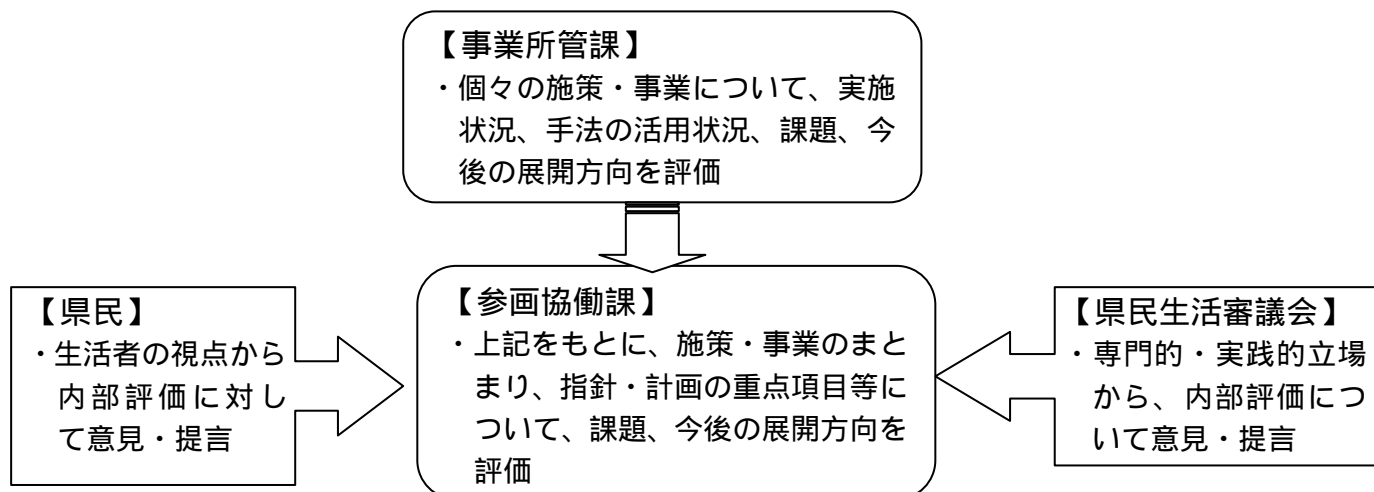 【事業所管課】
・個々の施策・事業について、実施
状況、手法の活用状況、課題、今
後の展開方向を評価
【県民】
・生活者の視点から
内部評価に対し
て意見・提言
【参画協働課】
・上記をもとに、施策・事業のまと
まり、指針・計画の重点項目等に
ついて、課題、今後の展開方向を
評価
【県民生活審議会】
・専門的・実践的立場
から、内部評価につ
いて意見・提言